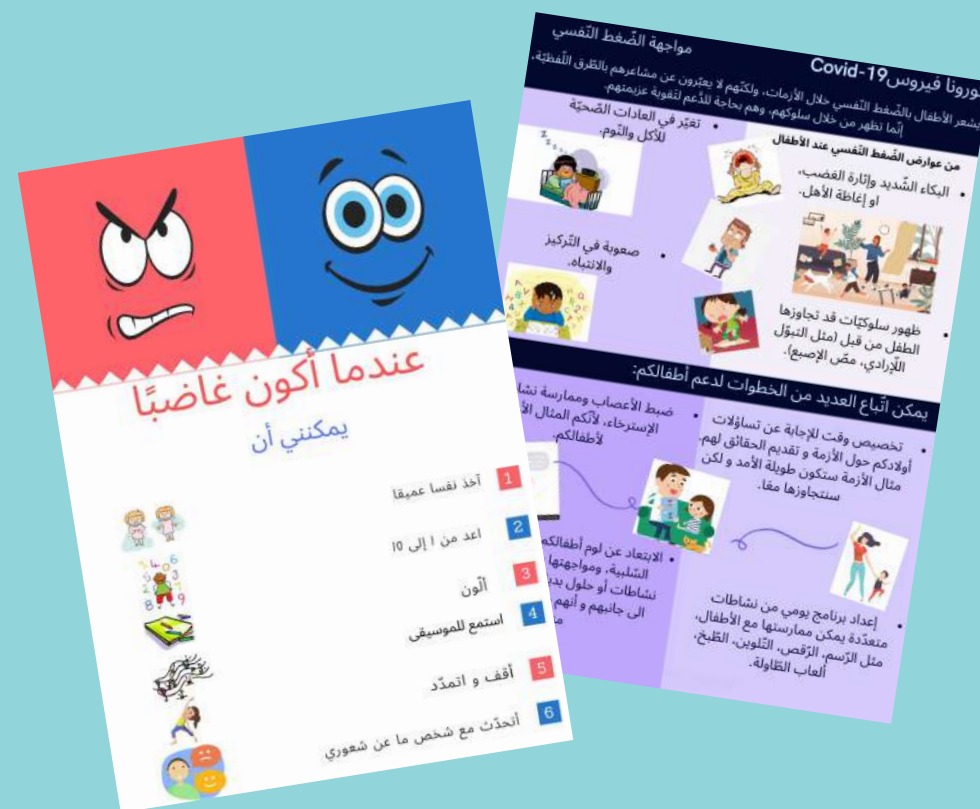 عندما أكون غاضبًا
يمكنني أن
1 آخذ نفسا عميقا
2 اعد من ١ إلى ١٥
3 ألّون
4 استمع للموسيقى
5 أقف و اتمدّد
6 أتحدّث مع شخص ما عن شعوري
مواجهة الضّغط النّفسي
فيروس Covid-19
يشعر الأطفال بالضّغط النّفسي خلال الأزمات، ولكنّهم لا يعبّرون عن مشاعرهم بالطّرق اللّفظيّة،
إنّما تظهر من خلال سلوكهم، وهم بحاجة للدَّعم لتقوية عزيمتهم.
من عوارض الضّغط النّفسي عند الأطفال
• البكاء الشّديد وإثارة الغضب،
او إغاظة الأهل.
• ظهور سلوكيّات قد تجاوزها
الطفل من قبل (مثل التبوّل
اللّاإرادي، مصّ الإصبع).
• تغيّر في العادات الصّحيّة
للأكل والنّوم.
• صعوبة في التّركيز
والانتباه.
يمكن اتّباع العديد من الخطوات لدعم أطفالكم:
• تخصيص وقت للإجابة عن تساؤلات
أولادكم حول الأزمة و تقديم الحقائق لهم.
مثال الأزمة ستكون طويلة الأمد و لكن
سنتجاوزها معًا.
• إعداد برنامج يومي من نشاطات
متعدّدة يمكن ممارستها مع الأطفال،
مثل الرّسم، الرّقص، التّلوين، الطّبخ،
ألعاب الطّاولة.
• ضبط الأعصاب وممارسة
الإسترخاء، لأنّكم المثال
لأطفالكم.
• الابتعاد عن لوم أطفالكم
السّلبية، ومواجهتها
نشاطات أو حلول
الى جانبهم و أنهم